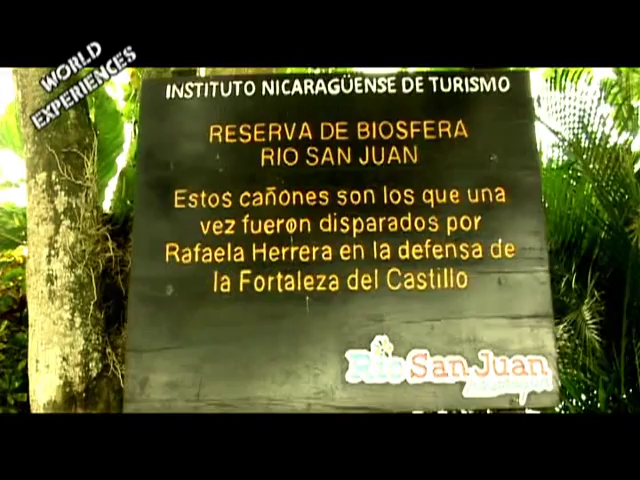 WORLD
EXPERIENCES
INSTITUTO NICARAGÜENSE DE TURISMO
RESERVA DE BIOSFERA
RIO SAN JUAN
Estos cañones son los que una
vez fueron disparados por
Rafaela Herrera en la defensa de
la Fortaleza del Castillo
Río San Juan